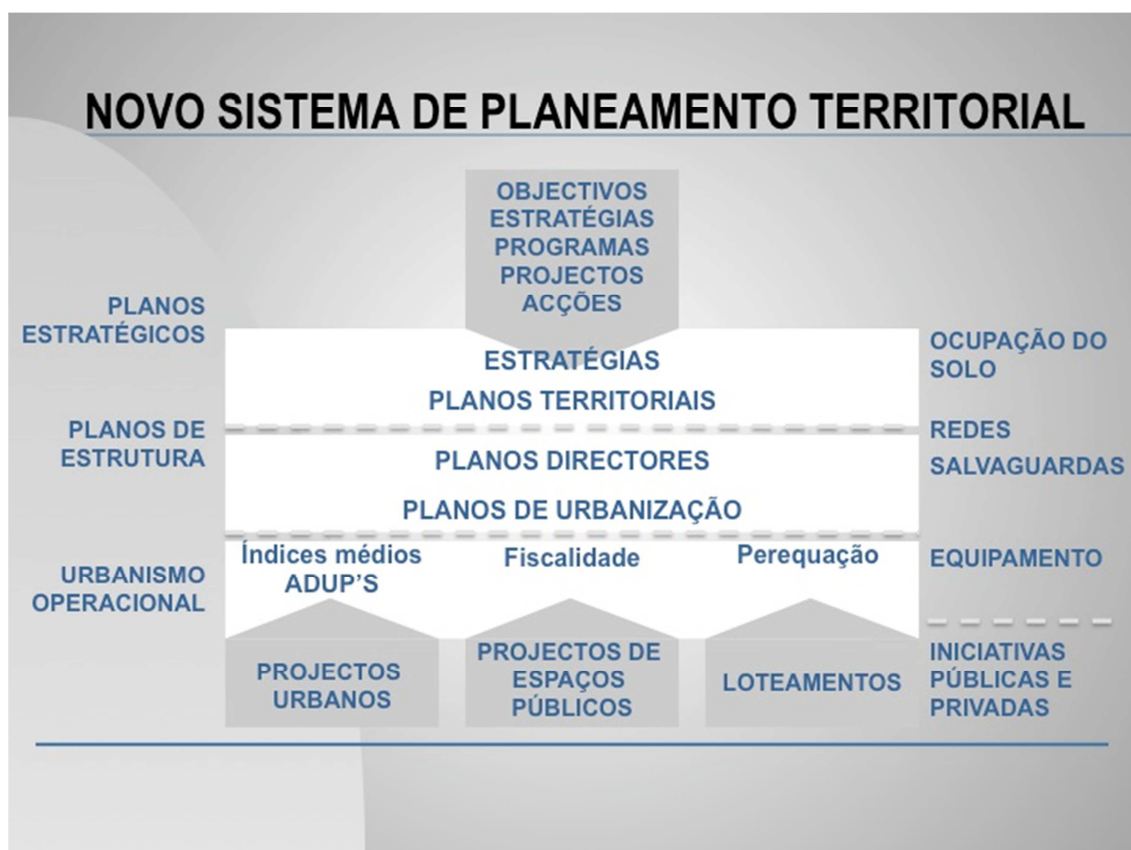 NOVO SISTEMA DE PLANEAMENTO TERRITORIAL
OBJECTIVOS
ESTRATÉGIAS
PROGRAMAS
PROJECTOS
ACÇÕES
PLANOS
ESTRATÉGICOS
ESTRATÉGIAS
PLANOS TERRITORIAIS
OCUPAÇÃO DO
SOLO
PLANOS DE
ESTRUTURA
PLANOS DIRECTORES
PLANOS DE URBANIZAÇÃO
REDES
SALVAGUARDAS
URBANISMO
OPERACIONAL
Índices médios
ADUP'S
Fiscalidade
Perequação
EQUIPAMENTO
PROJECTOS
URBANOS
PROJECTOS DE
ESPAÇOS
PÚBLICOS
LOTEAMENTOS
INICIATIVAS
PÚBLICAS E
PRIVADAS